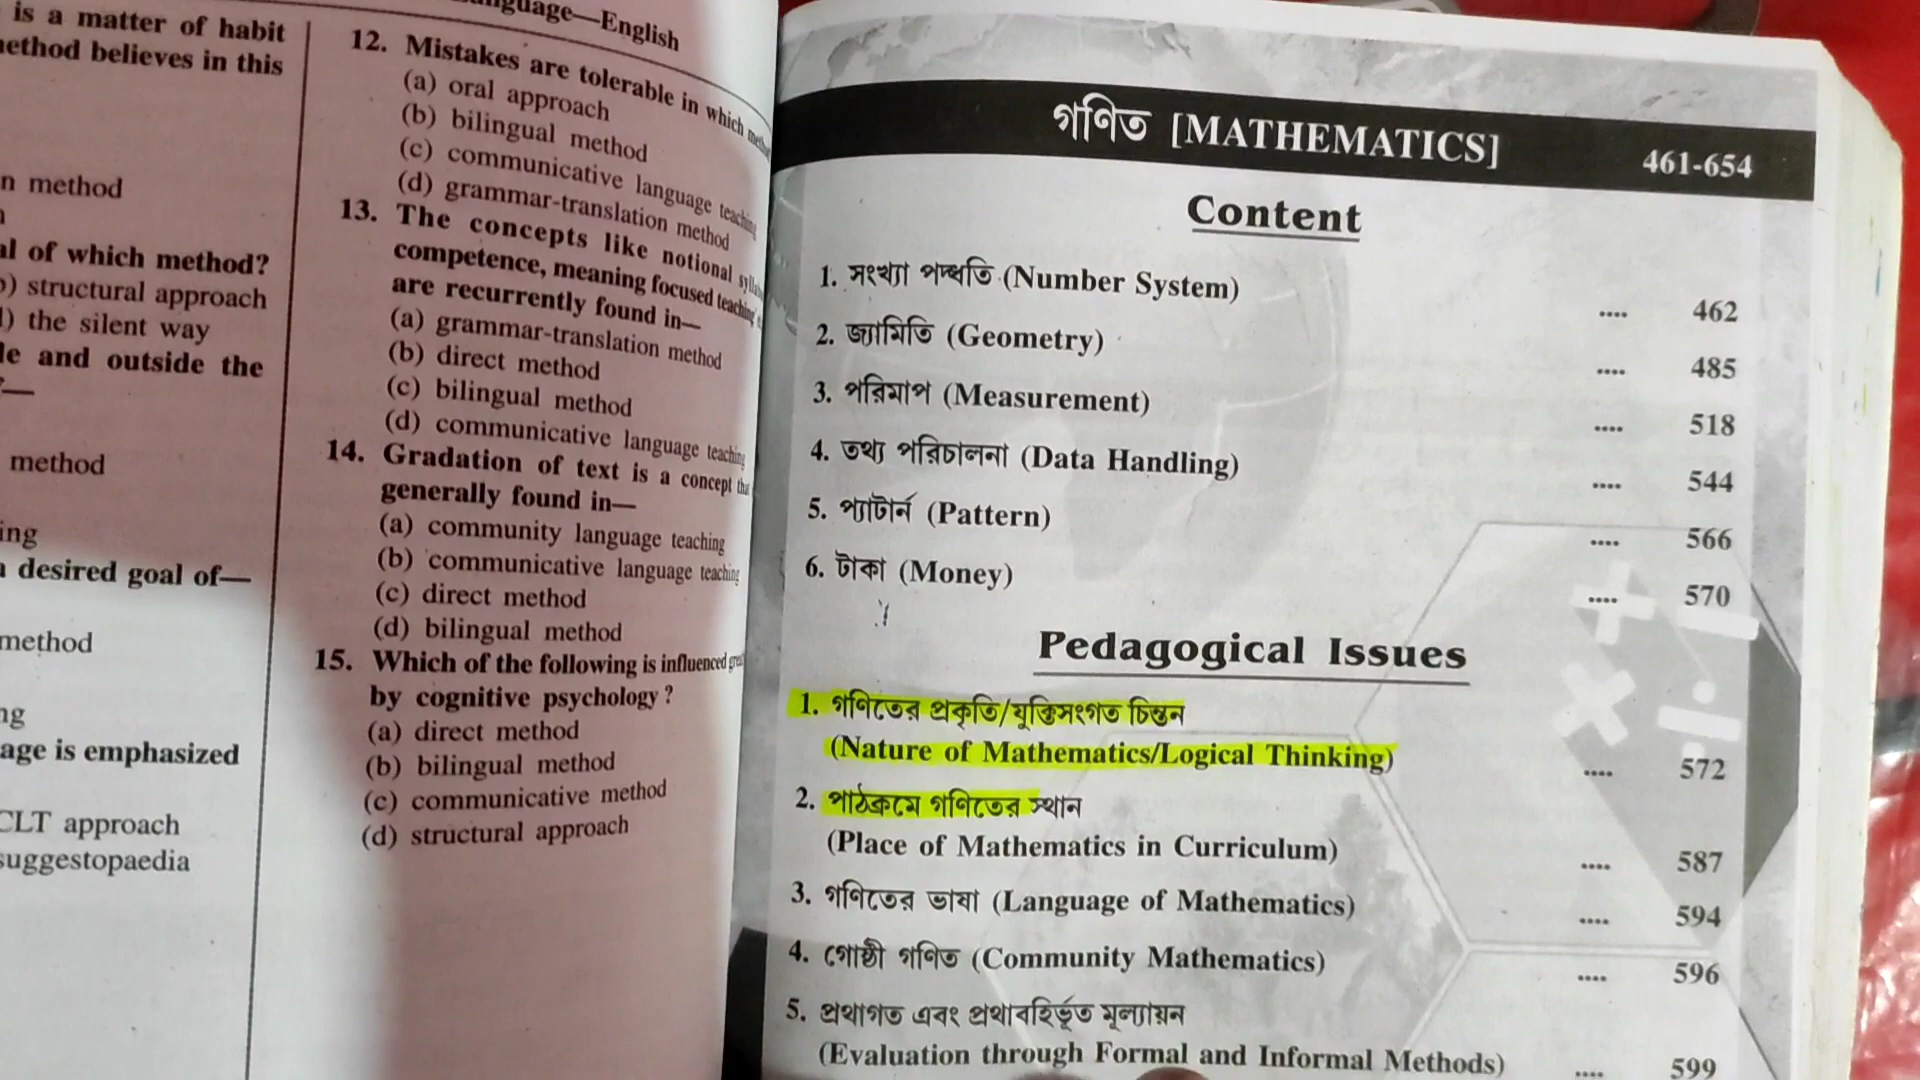 is a matter of habit
method believes in this
n method
al of which method?
) structural approach
) the silent way
le and outside the
method
ing
desired goal of—
method
ng
age is emphasized
CLT approach
suggestopaedia
Language—English
12. Mistakes are tolerable in which
(a) oral approach
(b) bilingual method
(c) communicative language teaching
(d) grammar-translation method
13. The concepts like notional
competence, meaning focused teaching
are recurrently found in—
(a) grammar-translation method
(b) direct method
(c) bilingual method
(d) communicative language teaching
14. Gradation of text is a concept
generally found in—
(a) community language teaching
(b) communicative language teaching
(c) direct method
(d) bilingual method
15. Which of the following is influenced
by cognitive psychology?
(a) direct method
(b) bilingual method
(c) communicative method
(d) structural approach
গণিত [MATHEMATICS] 461-654
Content
1. সংখ্যা পদ্ধতি (Number System) .... 462
2. জ্যামিতি (Geometry) .... 485
3. পরিমাপ (Measurement) .... 518
4. তথ্য পরিচালনা (Data Handling) .... 544
5. প্যাটার্ন (Pattern) .... 566
6. টাকা (Money) .... 570
Pedagogical Issues
1. গণিতের প্রকৃতি/যুক্তিসংগত চিন্তন
(Nature of Mathematics/Logical Thinking) .... 572
2. পাঠক্রমে গণিতের স্থান
(Place of Mathematics in Curriculum) .... 587
3. গণিতের ভাষা (Language of Mathematics) .... 594
4. গোষ্ঠী গণিত (Community Mathematics) .... 596
5. প্রথাগত এবং প্রথাবহির্ভূত মূল্যায়ন
(Evaluation through Formal and Informal Methods) .... 599